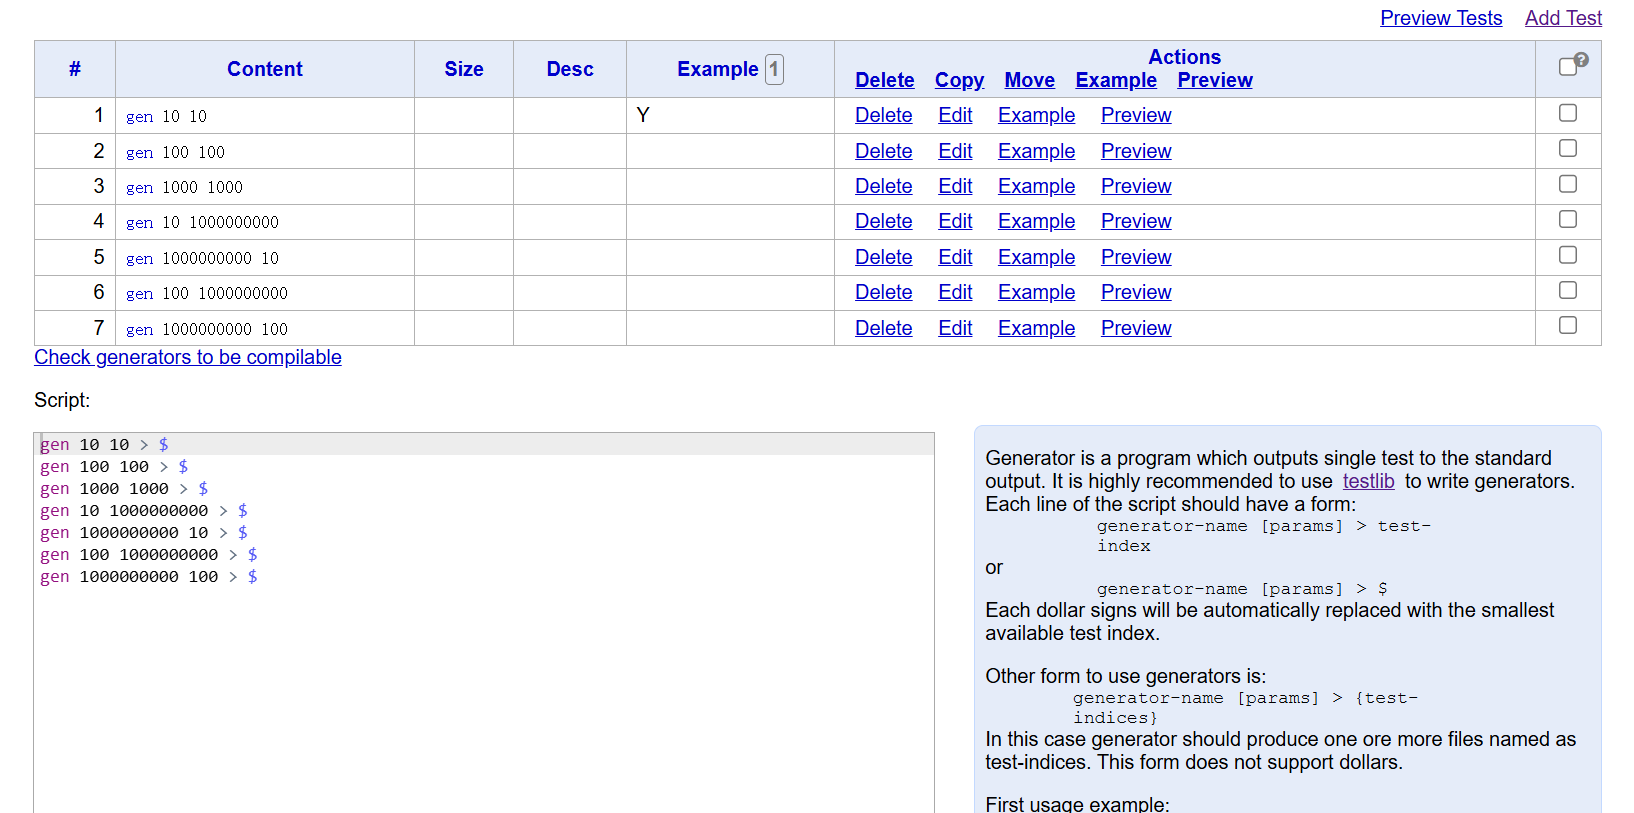 Preview Tests Add Test
# Content Size Desc Example 1 Actions
Delete Copy Move Example Preview ?
1 gen 10 10 Y Delete Edit Example Preview
2 gen 100 100 Delete Edit Example Preview
3 gen 1000 1000 Delete Edit Example Preview
4 gen 10 1000000000 Delete Edit Example Preview
5 gen 1000000000 10 Delete Edit Example Preview
6 gen 100 1000000000 Delete Edit Example Preview
7 gen 1000000000 100 Delete Edit Example Preview
Check generators to be compilable
Script:
gen 10 10 > $
gen 100 100 > $
gen 1000 1000 > $
gen 10 1000000000 > $
gen 1000000000 10 > $
gen 100 1000000000 > $
gen 1000000000 100 > $
Generator is a program which outputs single test to the standard
output. It is highly recommended to use testlib to write generators.
Each line of the script should have a form:
generator-name [params] > test-
index
or
generator-name [params] > $
Each dollar signs will be automatically replaced with the smallest
available test index.
Other form to use generators is:
generator-name [params] > {test-
indices}
In this case generator should produce one ore more files named as
test-indices. This form does not support dollars.
First usage example: